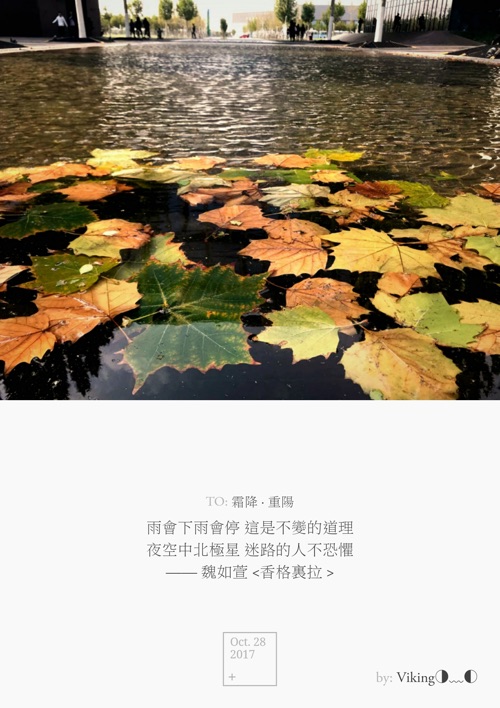 TO: 霜降 · 重陽
雨會下雨會停 這是不變的道理
夜空中北極星 迷路的人不恐懼
—— 魏如萱 <香格裏拉 >
Oct. 28
2017
+
by: Viking◑﹏◐